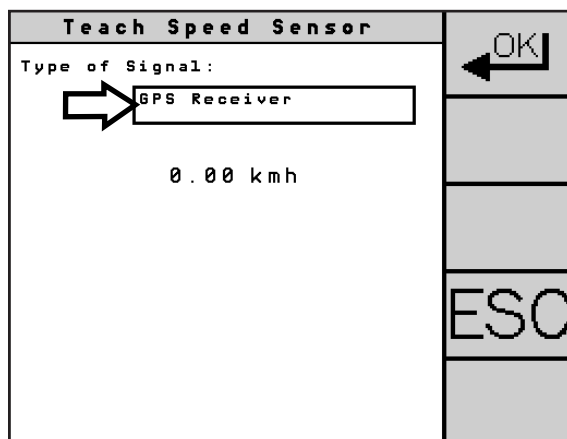 Teach Speed Sensor
OK
Type of Signal:
GPS Receiver
0.00 kmh
ESC